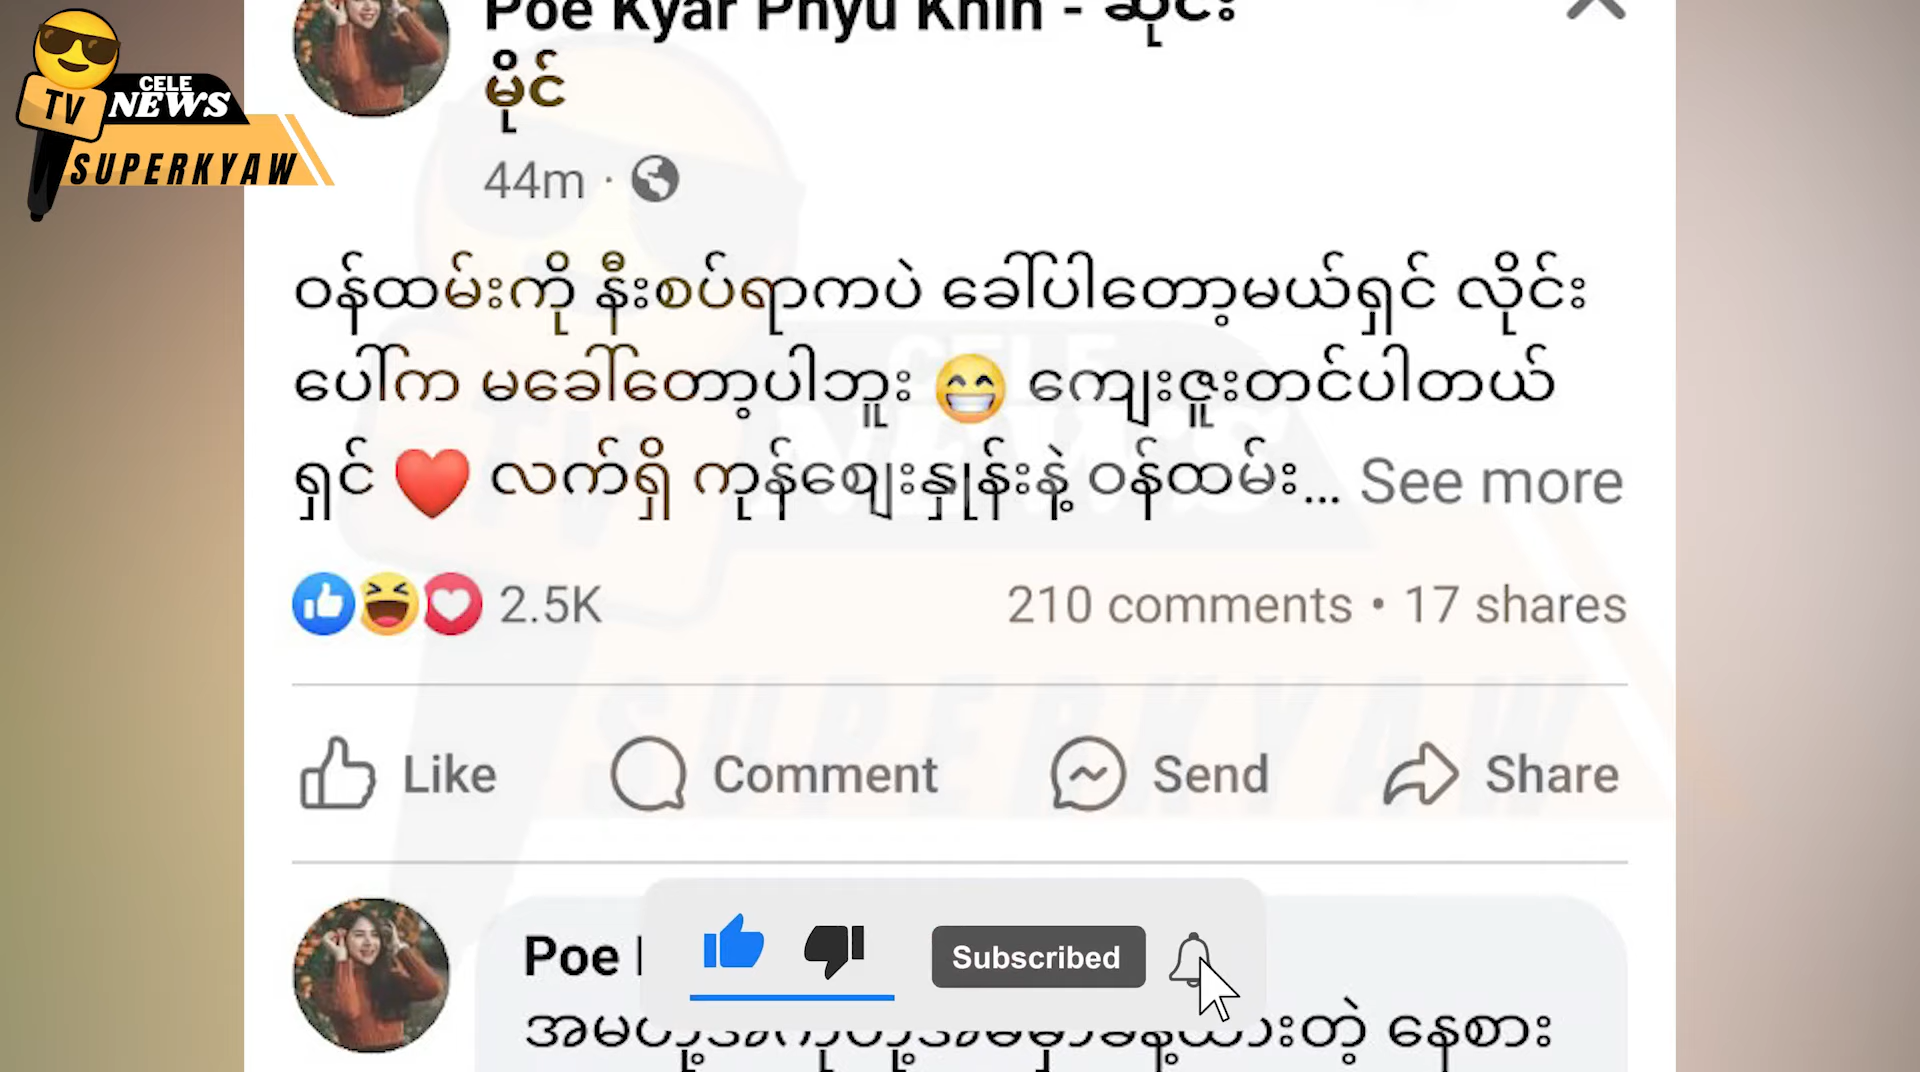 CELE
TV NEWS
SUPERKYAW
Poe Kyar Phyu Khin - ဆိုင်း
မိုင်
44m ·
ဝန်ထမ်းကို နီးစပ်ရာကပဲ ခေါ်ပါတော့မယ်ရှင် လိုင်း
ပေါ်က မခေါ်တော့ပါဘူး 😁 ကျေးဇူးတင်ပါတယ်
ရှင် ❤️ လက်ရှိ ကုန်စျေးနှုန်းနဲ့ ဝန်ထမ်း... See more
2.5K 210 comments • 17 shares
Like Comment Send Share
Poe
Subscribed
နေစား